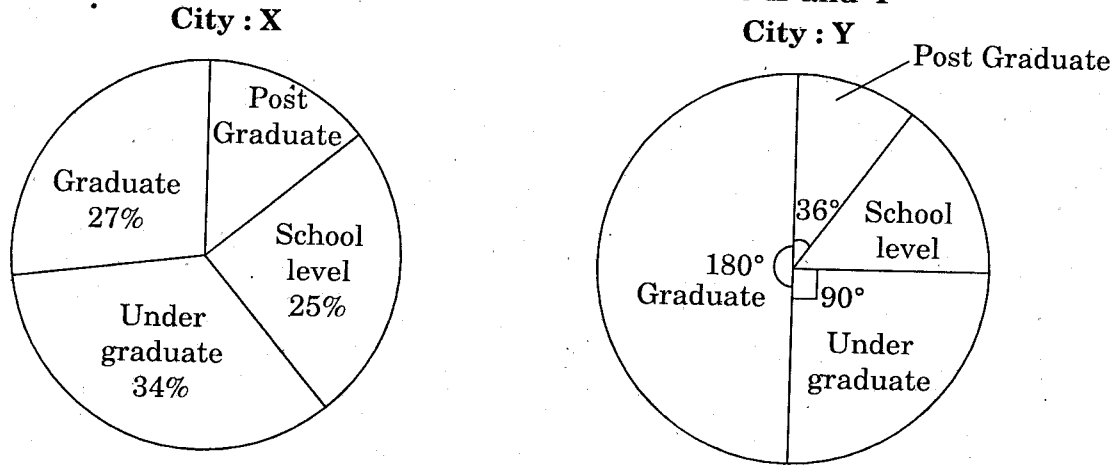 City : X
City : Y
Post Graduate
Post
Graduate
Graduate
27%
School
level
25%
Under
graduate
34%
36°
School
level
180°
Graduate
90°
Under
graduate